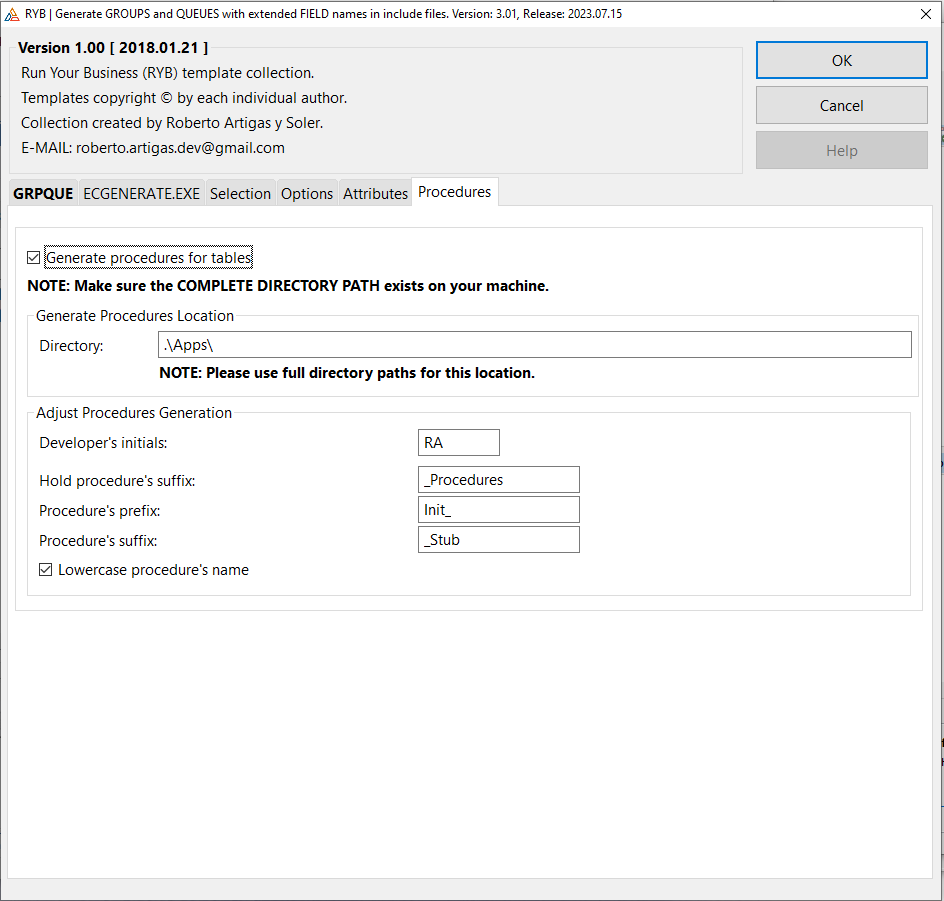 RYB | Generate GROUPS and QUEUES with extended FIELD names in include files. Version: 3.01, Release: 2023.07.15
Version 1.00 [ 2018.01.21 ]
Run Your Business (RYB) template collection.
Templates copyright © by each individual author.
Collection created by Roberto Artigas y Soler.
E-MAIL: roberto.artigas.dev@gmail.com
OK
Cancel
Help
GRPQUE ECGENERATE.EXE Selection Options Attributes Procedures
Generate procedures for tables
NOTE: Make sure the COMPLETE DIRECTORY PATH exists on your machine.
Generate Procedures Location
Directory: .\Apps\
NOTE: Please use full directory paths for this location.
Adjust Procedures Generation
Developer's initials: RA
Hold procedure's suffix: _Procedures
Procedure's prefix: Init_
Procedure's suffix: _Stub
Lowercase procedure's name